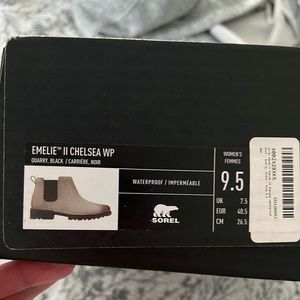 EMELIE™ II CHELSEA WP
QUARRY, BLACK / CARRIÈRE, NOIR
WATERPROOF / IMPERMÉABLE
SOREL
WOMEN'S
FEMMES
9.5
UK 7.5
EUR 40.5
CM 26.5